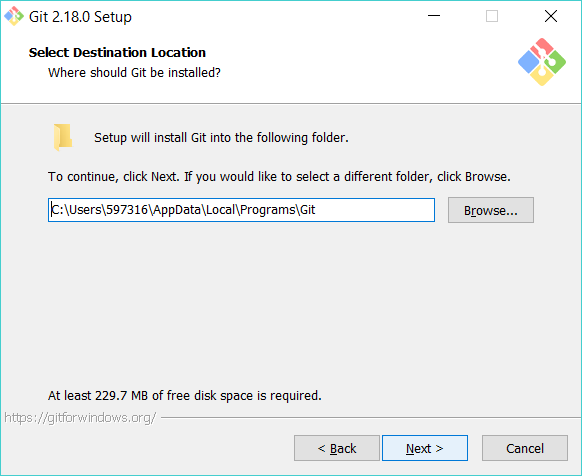 Git 2.18.0 Setup
Select Destination Location
Where should Git be installed?
Setup will install Git into the following folder.
To continue, click Next. If you would like to select a different folder, click Browse.
C:\Users\597316\AppData\Local\Programs\Git
Browse...
At least 229.7 MB of free disk space is required.
https://gitforwindows.org/
< Back
Next >
Cancel